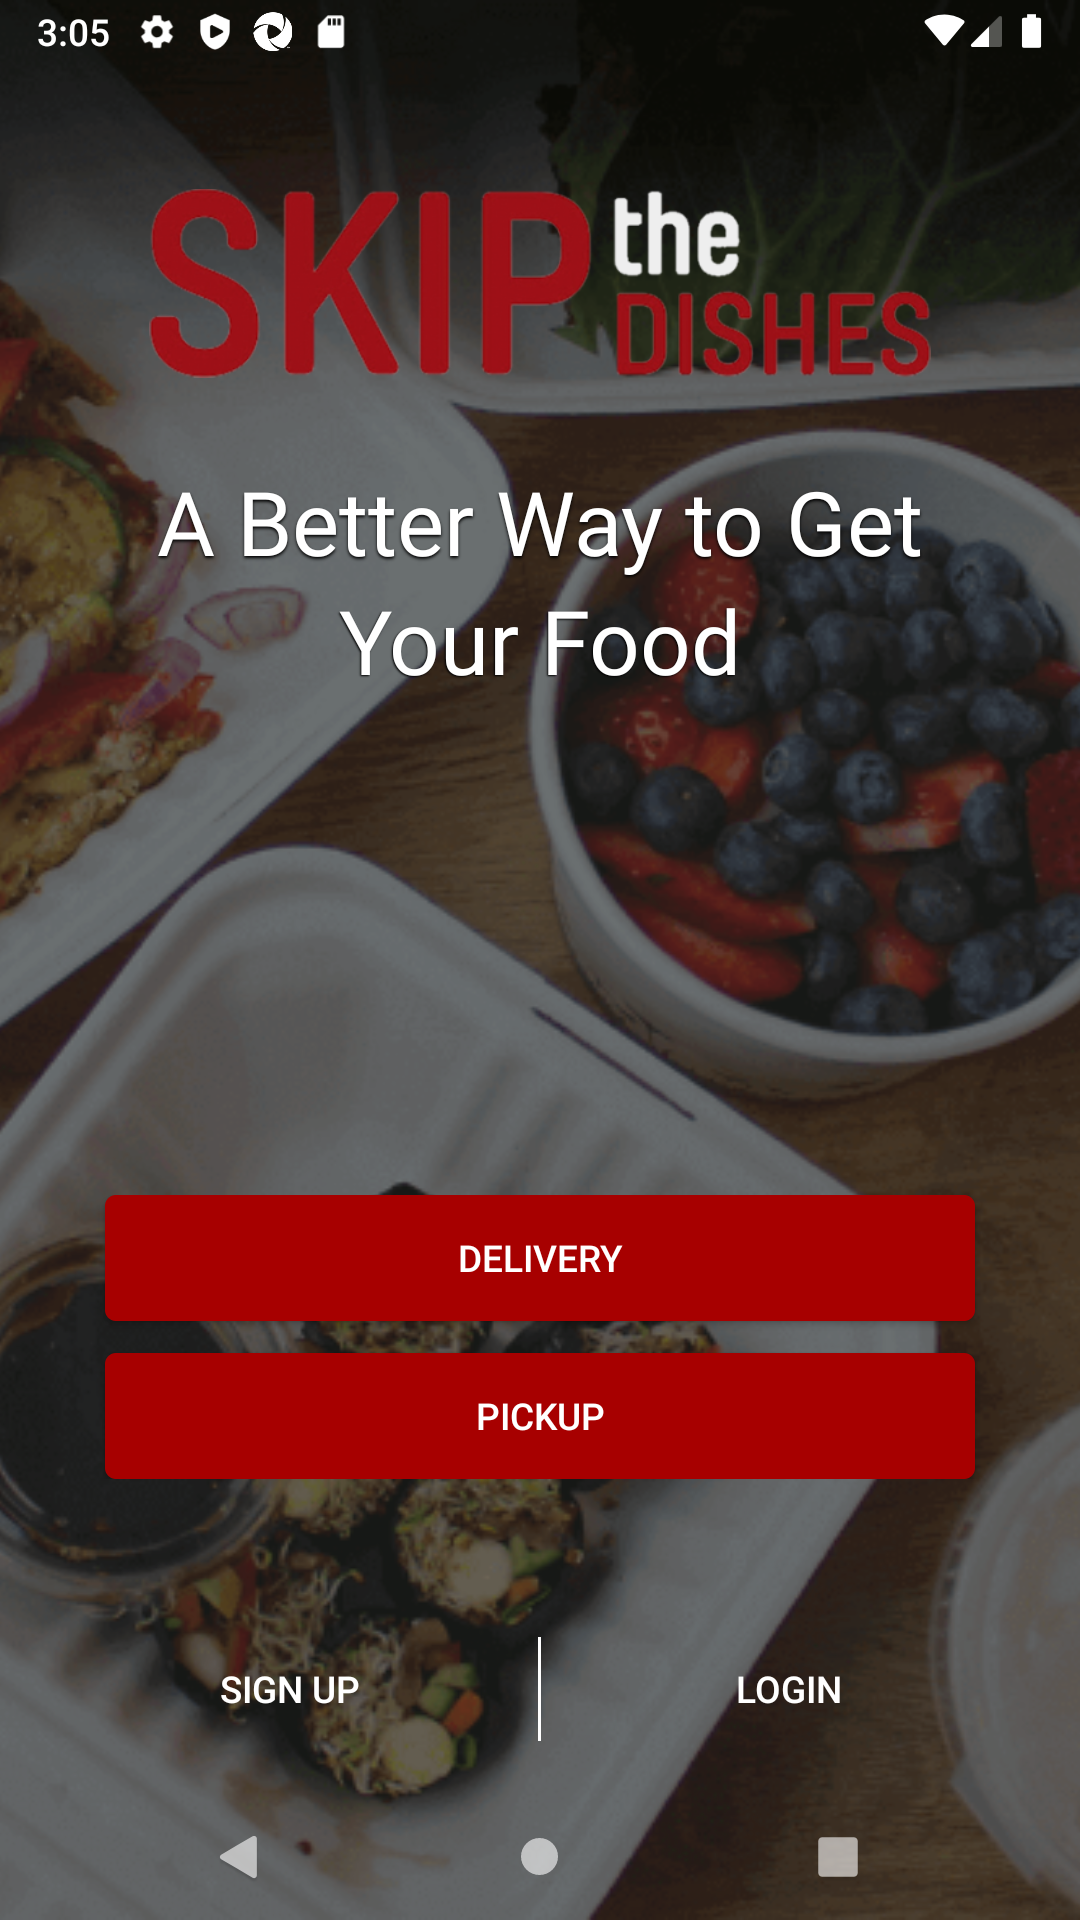 3:05
SKIP the DISHES
A Better Way to Get
Your Food
DELIVERY
PICKUP
SIGN UP
LOGIN